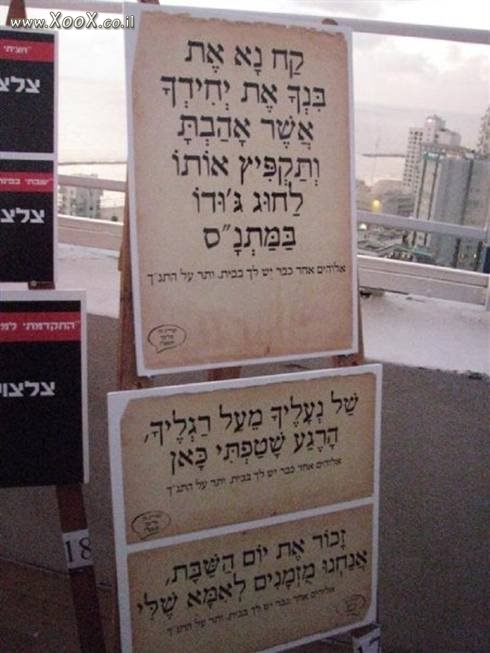 www.XooX.co.il
קַח נָא אֶת
בִּנְךָ אֶת יְחִידְךָ
אֲשֶׁר אָהַבְתָּ
וְתַקְפִּיץ אוֹתוֹ
לְחוּג ג'וּדוֹ
בַּמַּתְנָ"ס
אלוהים אחד כבר יש לך בבית, ותר על התנ"ך
שַׁל נְעָלֶיךָ מֵעַל רַגְלֶיךָ,
הָרֶגַע שָׁטַפְתִּי כָּאן
אלוהים אחד כבר יש לך בבית, ותר על התנ"ך
זָכוֹר אֶת יוֹם הַשַּׁבָּת,
אֲנַחְנוּ מֻזְמָנִים לְאִמָּא שֶׁלִּי
אלוהים אחד כבר יש לך בבית, ותר על התנ"ך
צלצ
צלצ
התקדמתי
צלצו
18